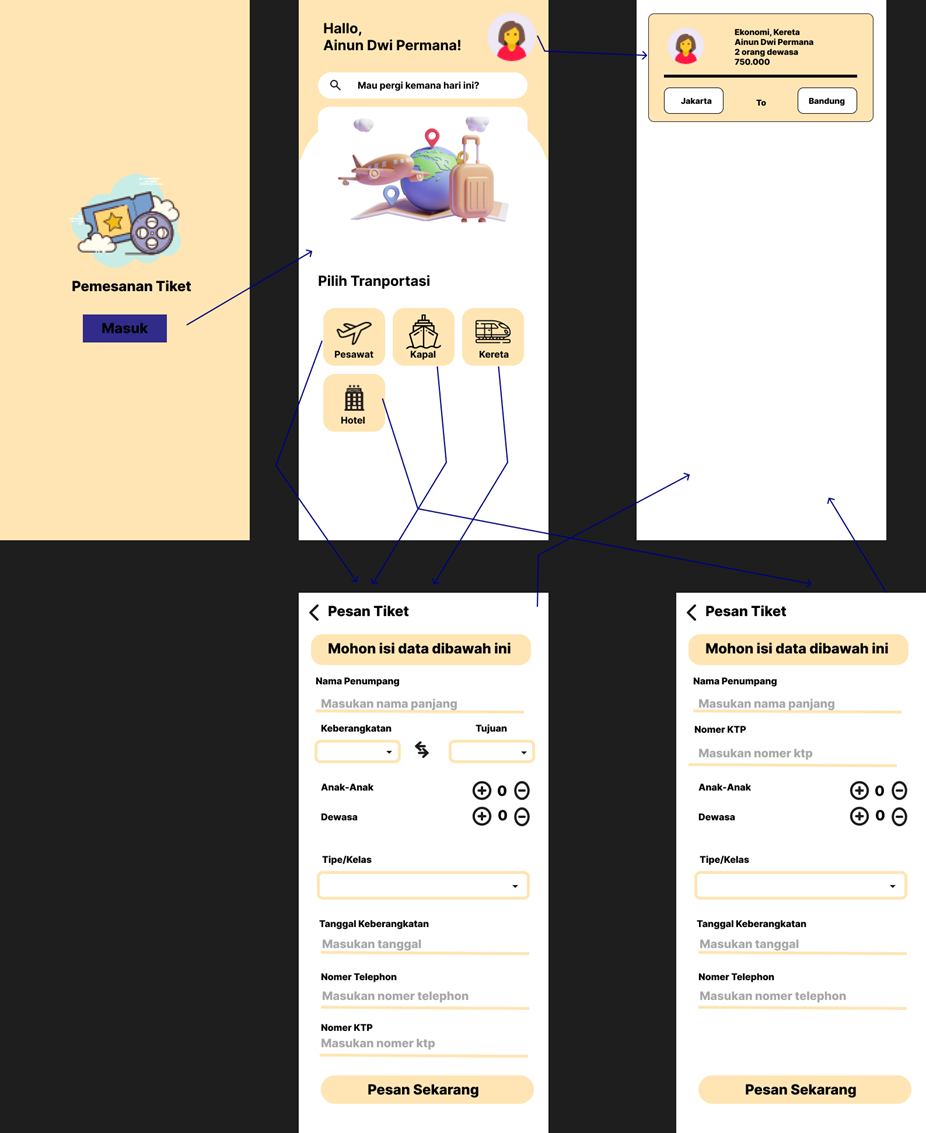 Pemesanan Tiket
Masuk
Hallo,
Ainun Dwi Permana!
Mau pergi kemana hari ini?
Pilih Tranportasi
Pesawat
Kapal
Kereta
Hotel
Ekonomi, Kereta
Ainun Dwi Permana
2 orang dewasa
750.000
Jakarta
To
Bandung
Pesan Tiket
Mohon isi data dibawah ini
Nama Penumpang
Masukan nama panjang
Keberangkatan
Tujuan
Anak-Anak
0
Dewasa
0
Tipe/Kelas
Tanggal Keberangkatan
Masukan tanggal
Nomer Telephon
Masukan nomer telephon
Nomer KTP
Masukan nomer ktp
Pesan Sekarang
Pesan Tiket
Mohon isi data dibawah ini
Nama Penumpang
Masukan nama panjang
Nomer KTP
Masukan nomer ktp
Anak-Anak
0
Dewasa
0
Tipe/Kelas
Tanggal Keberangkatan
Masukan tanggal
Nomer Telephon
Masukan nomer telephon
Pesan Sekarang